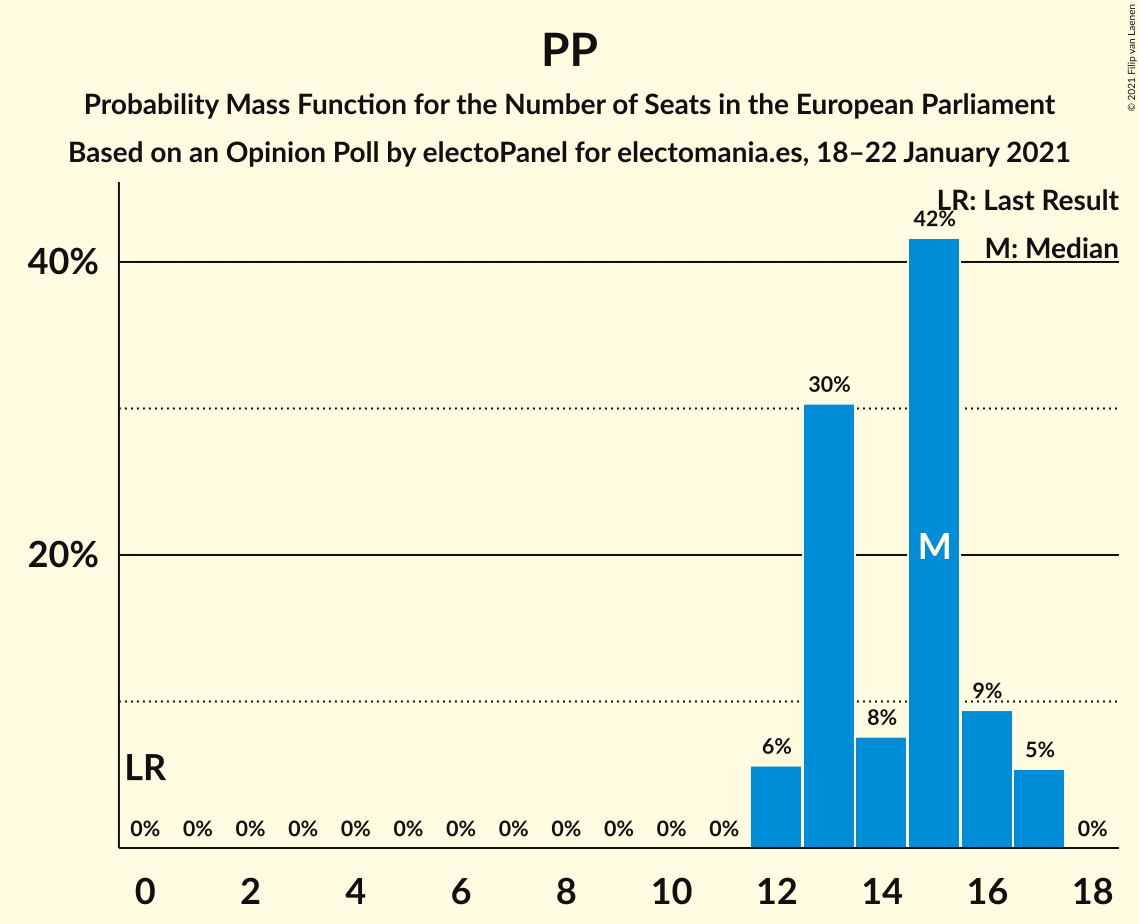 PP
Probability Mass Function for the Number of Seats in the European Parliament
Based on an Opinion Poll by electoPanel for electomania.es, 18–22 January 2021
© 2021 Filip van Laenen
LR: Last Result
M: Median
40%
20%
42%
30%
M
9%
8%
6%
5%
LR
0% 0% 0% 0% 0% 0% 0% 0% 0% 0% 0% 0% 0%
0 2 4 6 8 10 12 14 16 18